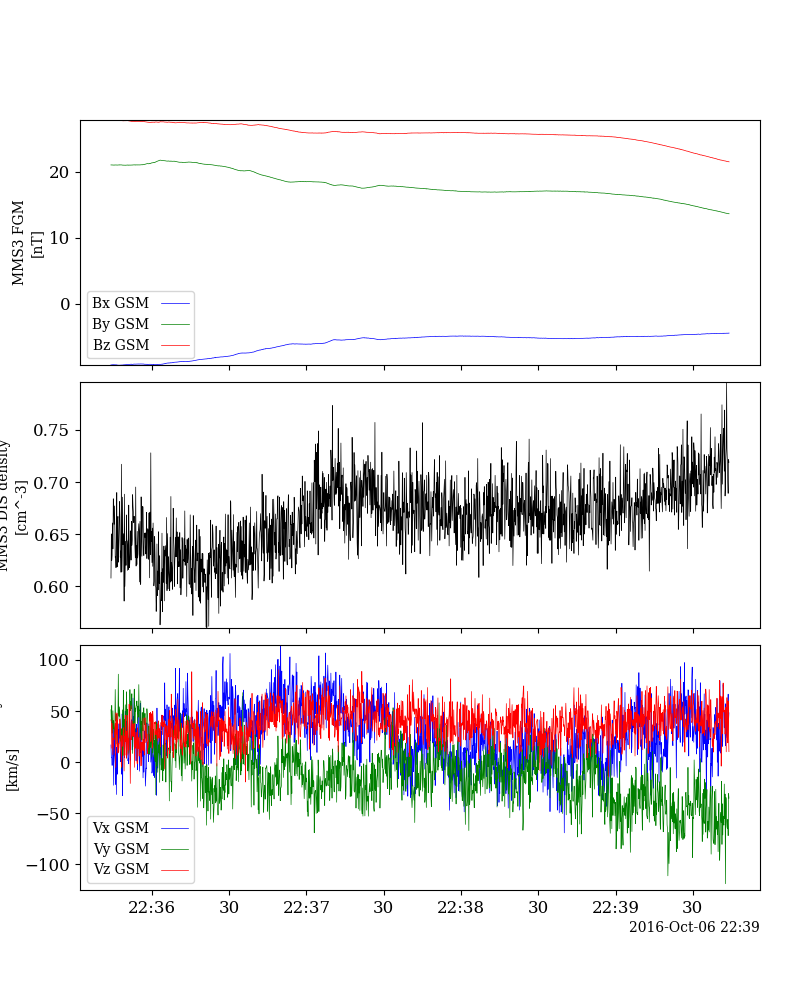 MMS3 FGM
[nT]
20
10
0
Bx GSM
By GSM
Bz GSM
MMS3 DIS density
[cm^-3]
0.75
0.70
0.65
0.60
[km/s]
100
50
0
−50
−100
Vx GSM
Vy GSM
Vz GSM
22:36 30 22:37 30 22:38 30 22:39 30
2016-Oct-06 22:39